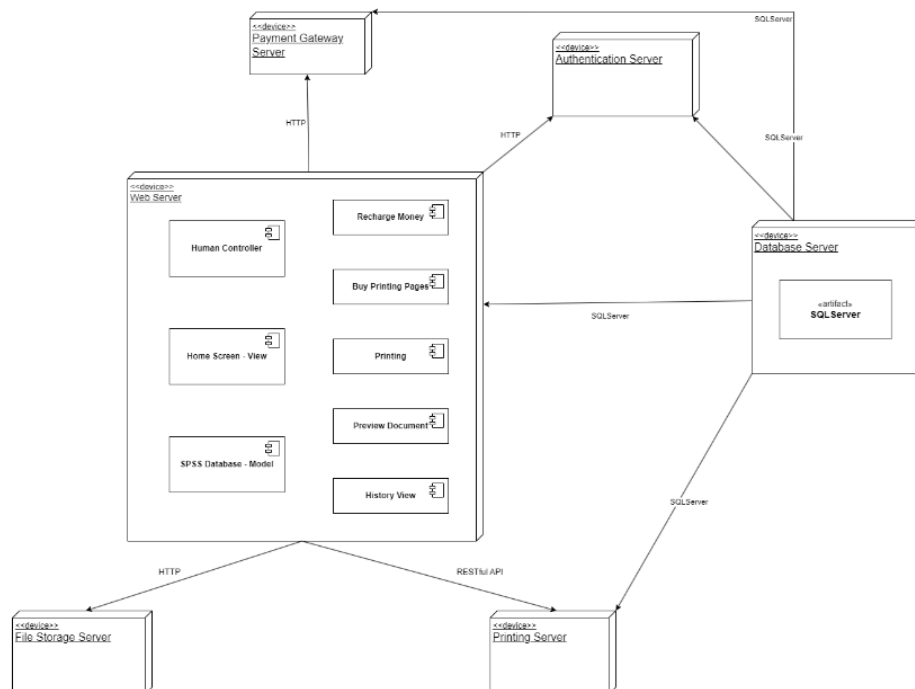 <<device>>
Payment Gateway
Server
SQLServer
<<device>>
Authentication Server
HTTP
HTTP
SQLServer
<<device>>
Web Server
Human Controller
Home Screen - View
SPSS Database - Model
Recharge Money
Buy Printing Pages
Printing
Preview Document
History View
SQLServer
<<device>>
Database Server
«artifact»
SQLServer
HTTP
RESTful API
SQLServer
<<device>>
File Storage Server
<<device>>
Printing Server